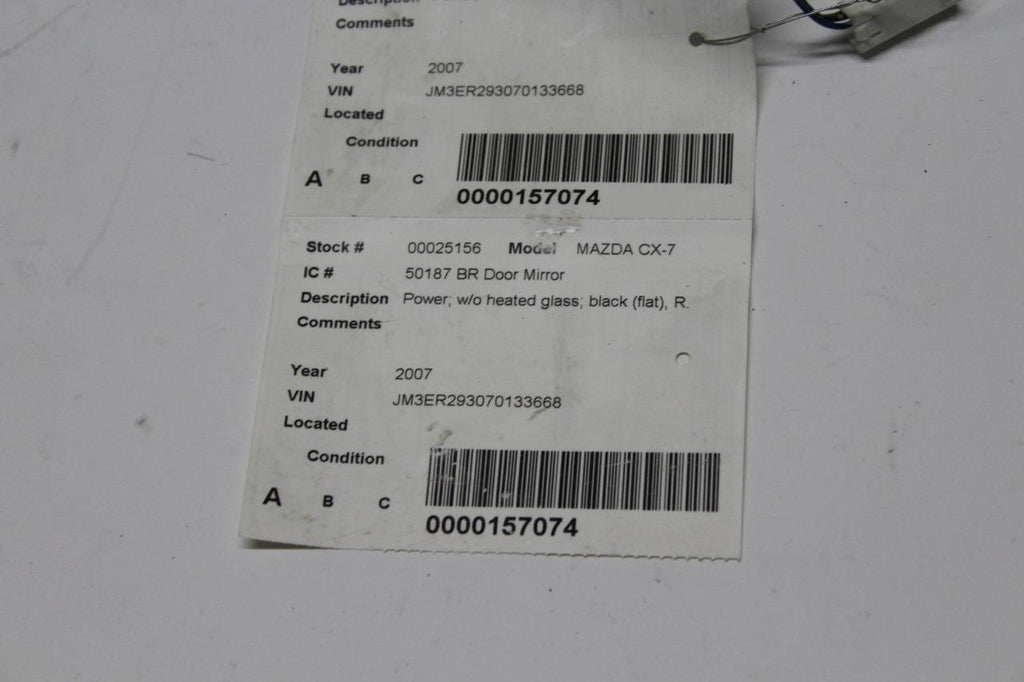 Description
Comments
Year 2007
VIN JM3ER293070133668
Located
Condition
A B C
0000157074
Stock # 00025156 Model MAZDA CX-7
IC # 50187 BR Door Mirror
Description Power; w/o heated glass; black (flat), R.
Comments
Year 2007
VIN JM3ER293070133668
Located
Condition
A B C
0000157074